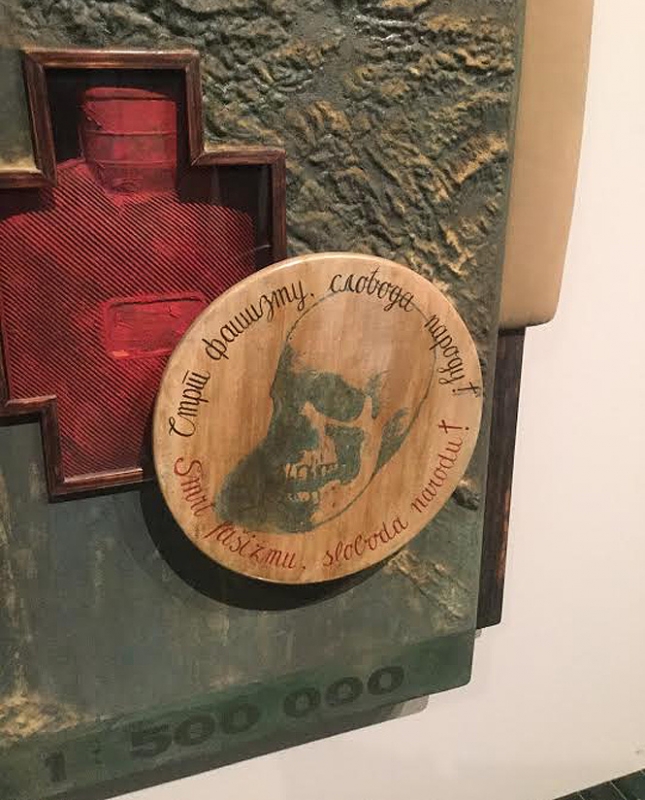 Смрт фашизму, слобода народу!
Smrt fašizmu, sloboda narodu!
1 : 500 000